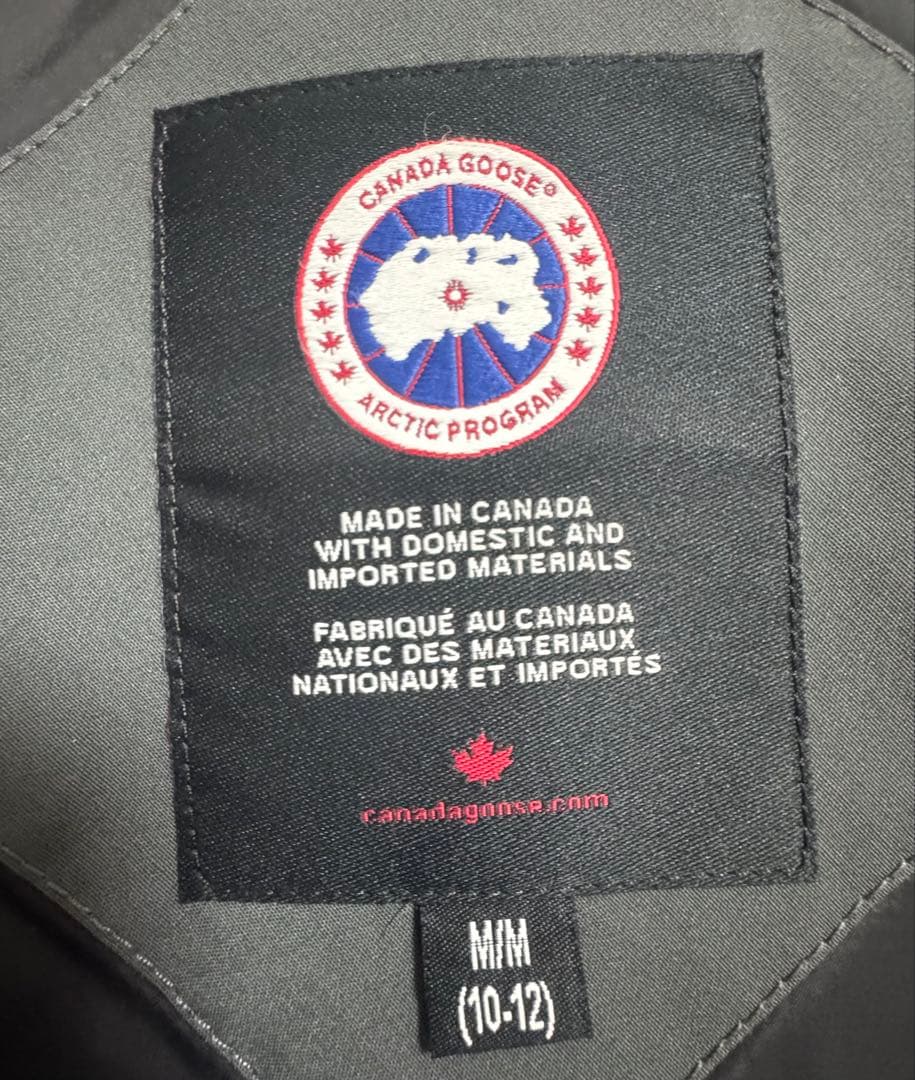 CANADA GOOSE®
ARCTIC PROGRAM
MADE IN CANADA
WITH DOMESTIC AND
IMPORTED MATERIALS
FABRIQUÉ AU CANADA
AVEC DES MATERIAUX
NATIONAUX ET IMPORTÉS
canadagoose.com
M/M
(10-12)